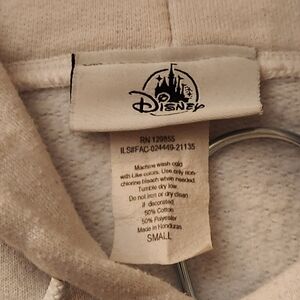 Disney
RN 129855
ILS#FAC-024449-21135
Machine wash cold
with Like colors. Use only non-
chlorine bleach when needed.
Tumble dry low.
Do not iron or dry clean
if decorated
50% Cotton
50% Polyester
Made in Honduras
SMALL